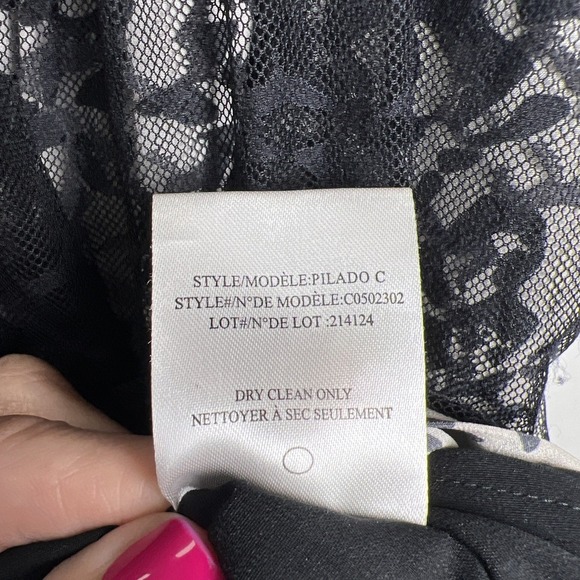 STYLE/MODÈLE:PILADO C
STYLE#/N°DE MODÈLE:C0502302
LOT#/N°DE LOT :214124
DRY CLEAN ONLY
NETTOYER À SEC SEULEMENT